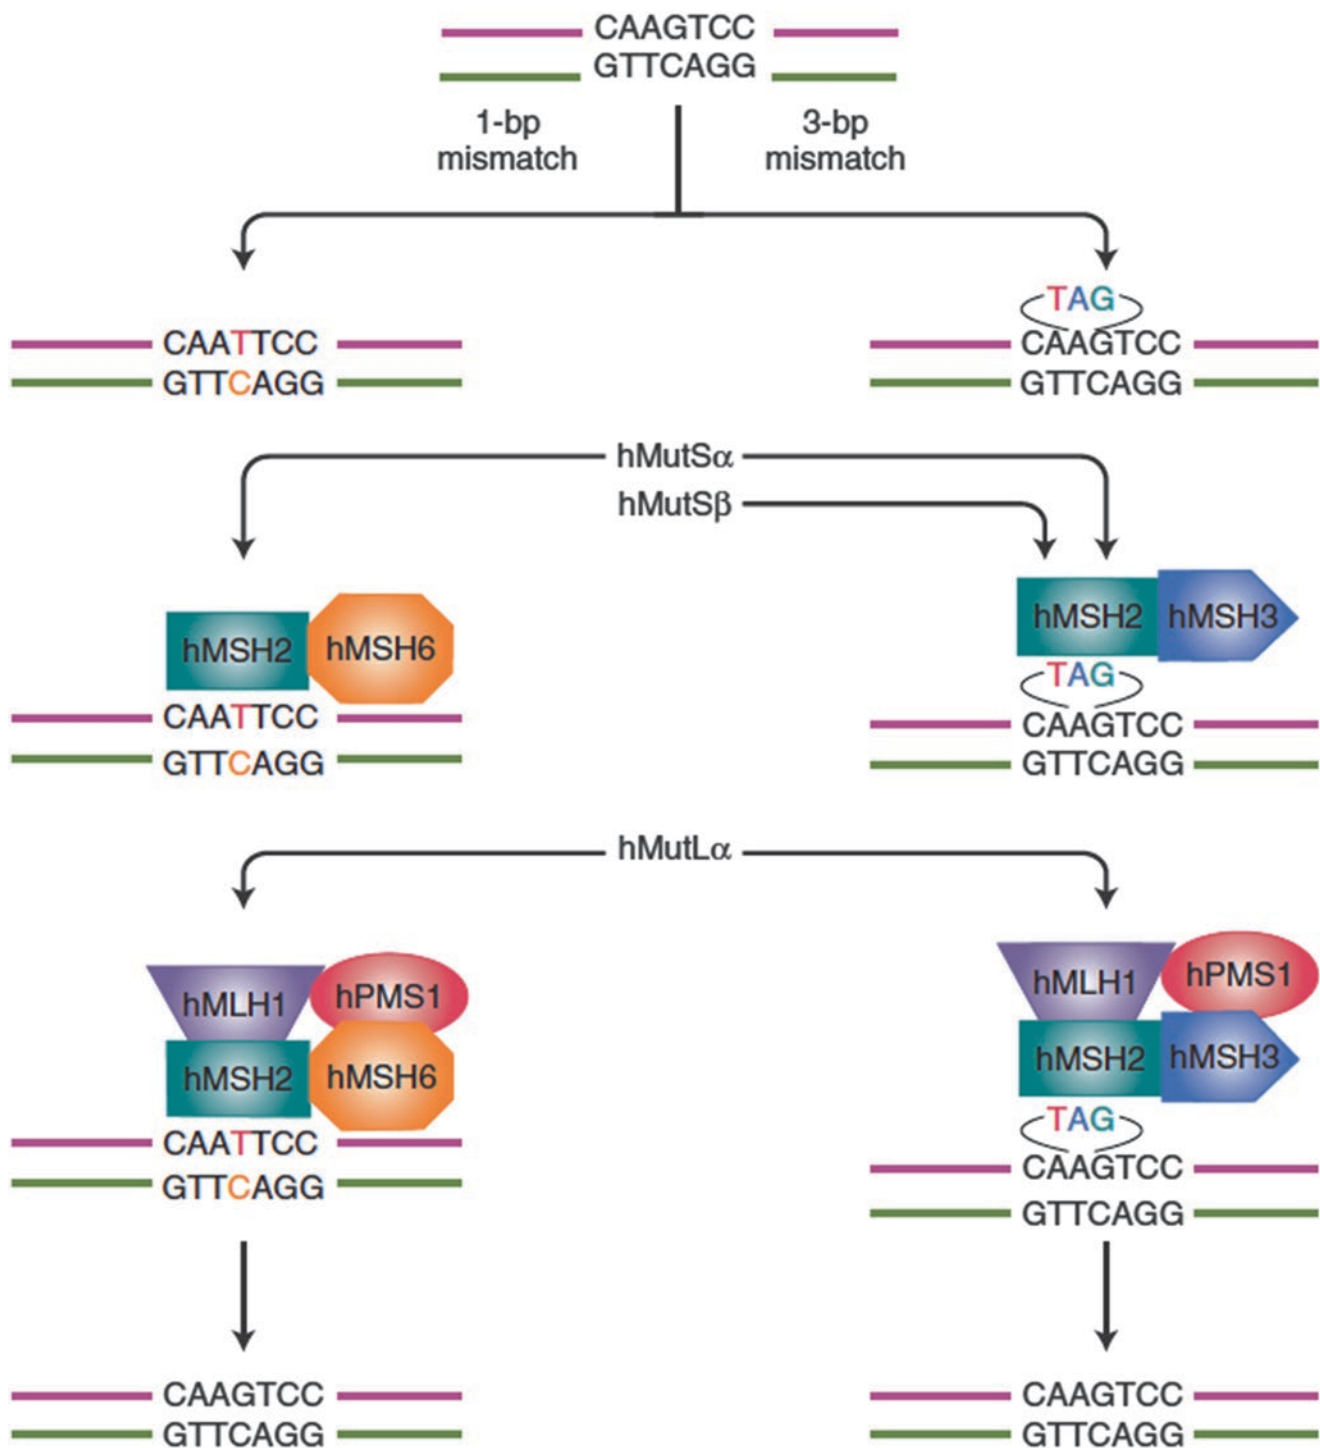 CAAGTCC
GTTCAGG
1-bp
mismatch
3-bp
mismatch
TAG
CAATTCC
GTTCAGG
CAAGTCC
GTTCAGG
hMutSα
hMutSβ
hMSH2
hMSH6
CAATTCC
GTTCAGG
hMSH2
hMSH3
TAG
CAAGTCC
GTTCAGG
hMutLα
hMLH1
hPMS1
hMSH2
hMSH6
CAATTCC
GTTCAGG
hMLH1
hPMS1
hMSH2
hMSH3
TAG
CAAGTCC
GTTCAGG
CAAGTCC
GTTCAGG
CAAGTCC
GTTCAGG